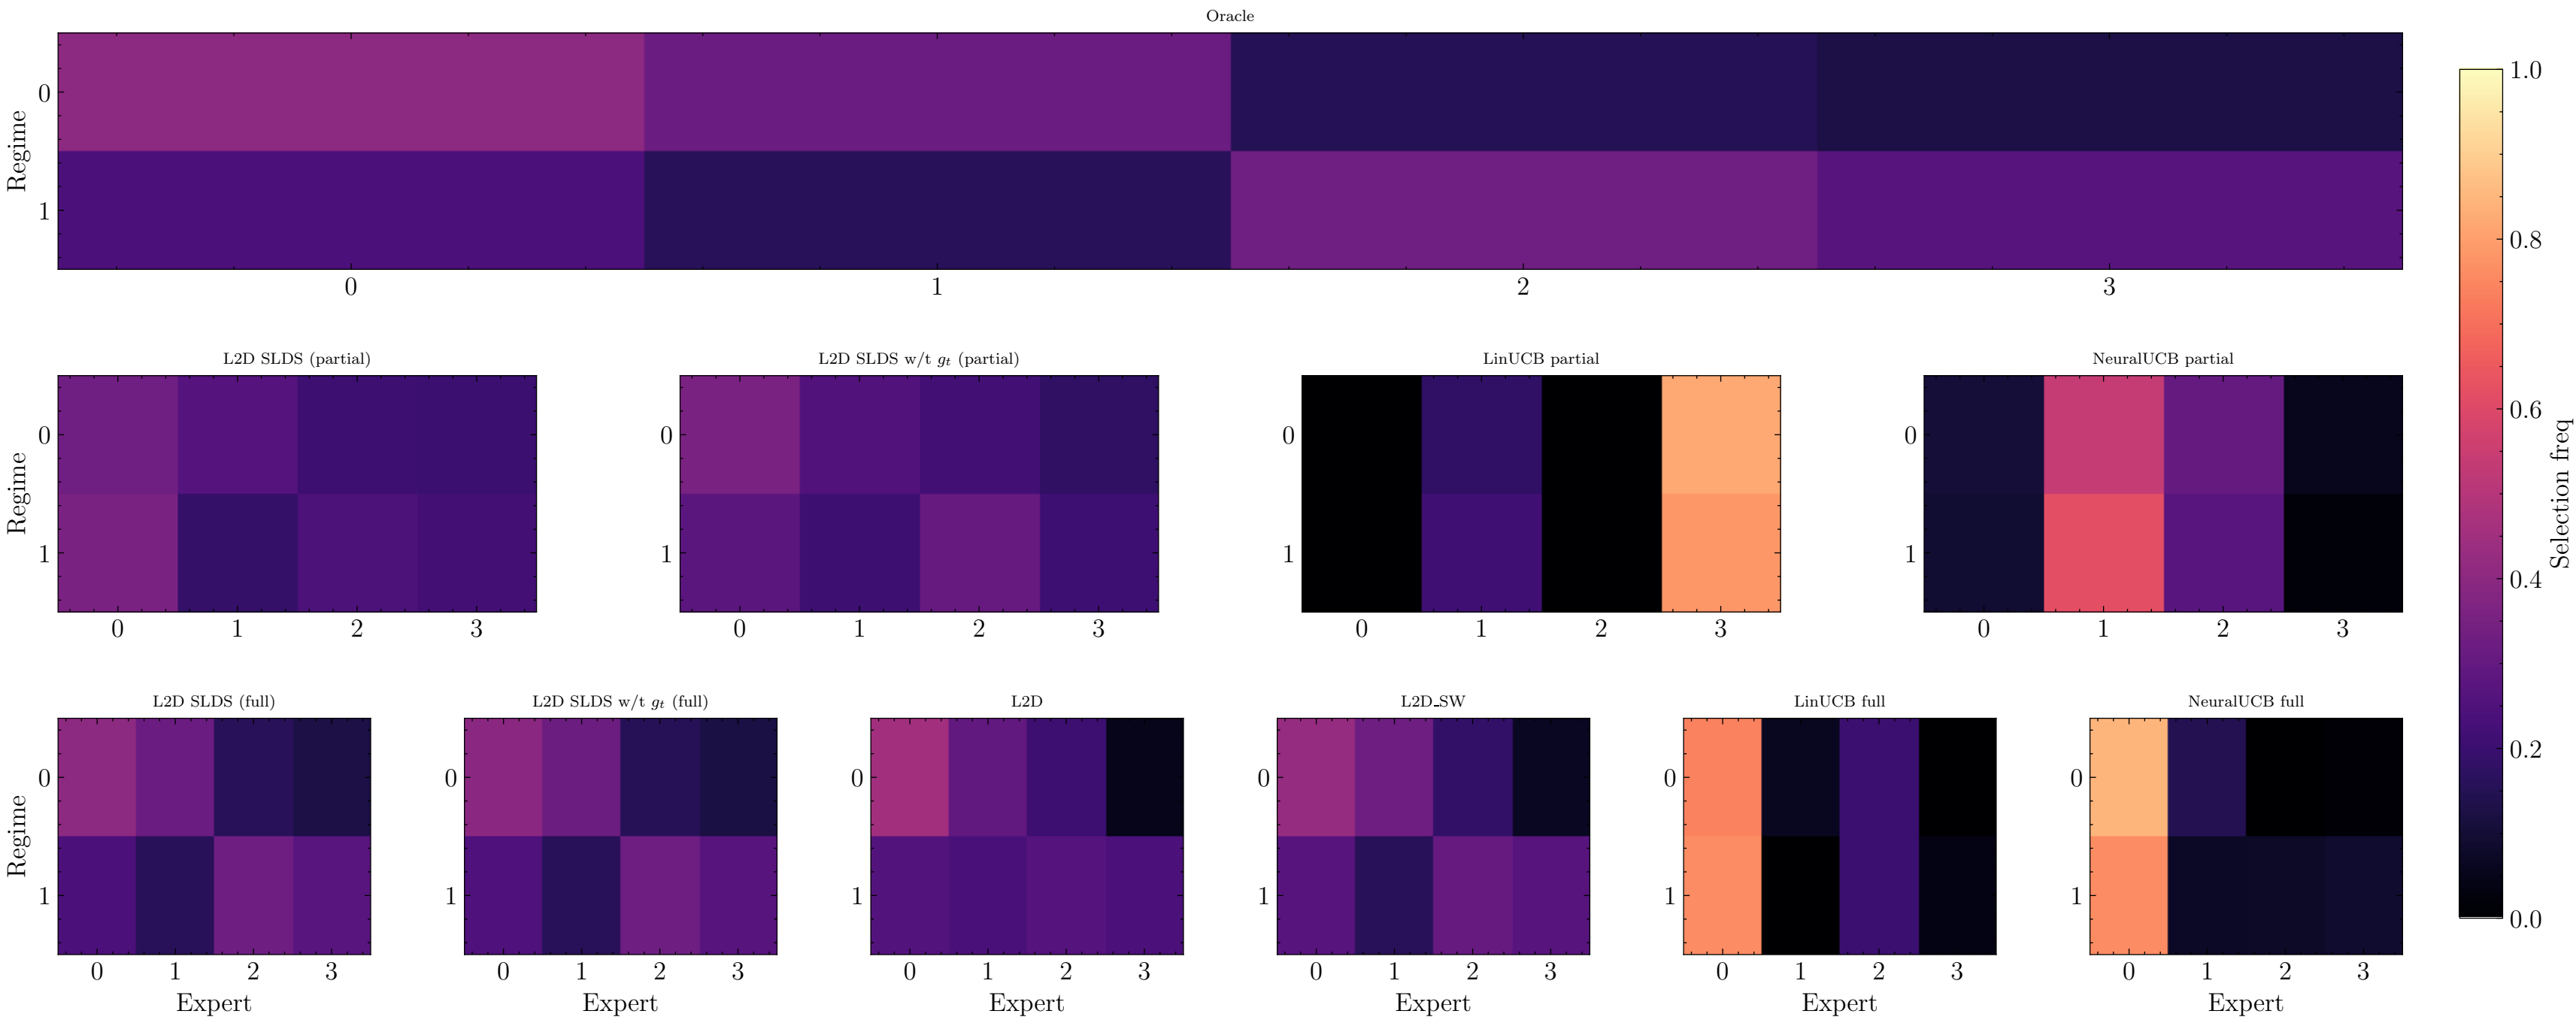 Oracle
Regime
0
1
0 1 2 3
L2D SLDS (partial)
L2D SLDS w/t g_t (partial)
LinUCB partial
NeuralUCB partial
Regime
0 0 0 0
1 1 1 1
0 1 2 3 0 1 2 3 0 1 2 3 0 1 2 3
L2D SLDS (full)
L2D SLDS w/t g_t (full)
L2D
L2D_SW
LinUCB full
NeuralUCB full
Regime
0 0 0 0 0 0
1 1 1 1 1 1
0 1 2 3 0 1 2 3 0 1 2 3 0 1 2 3 0 1 2 3 0 1 2 3
Expert Expert Expert Expert Expert Expert
1.0
0.8
0.6
0.4
0.2
0.0
Selection freq